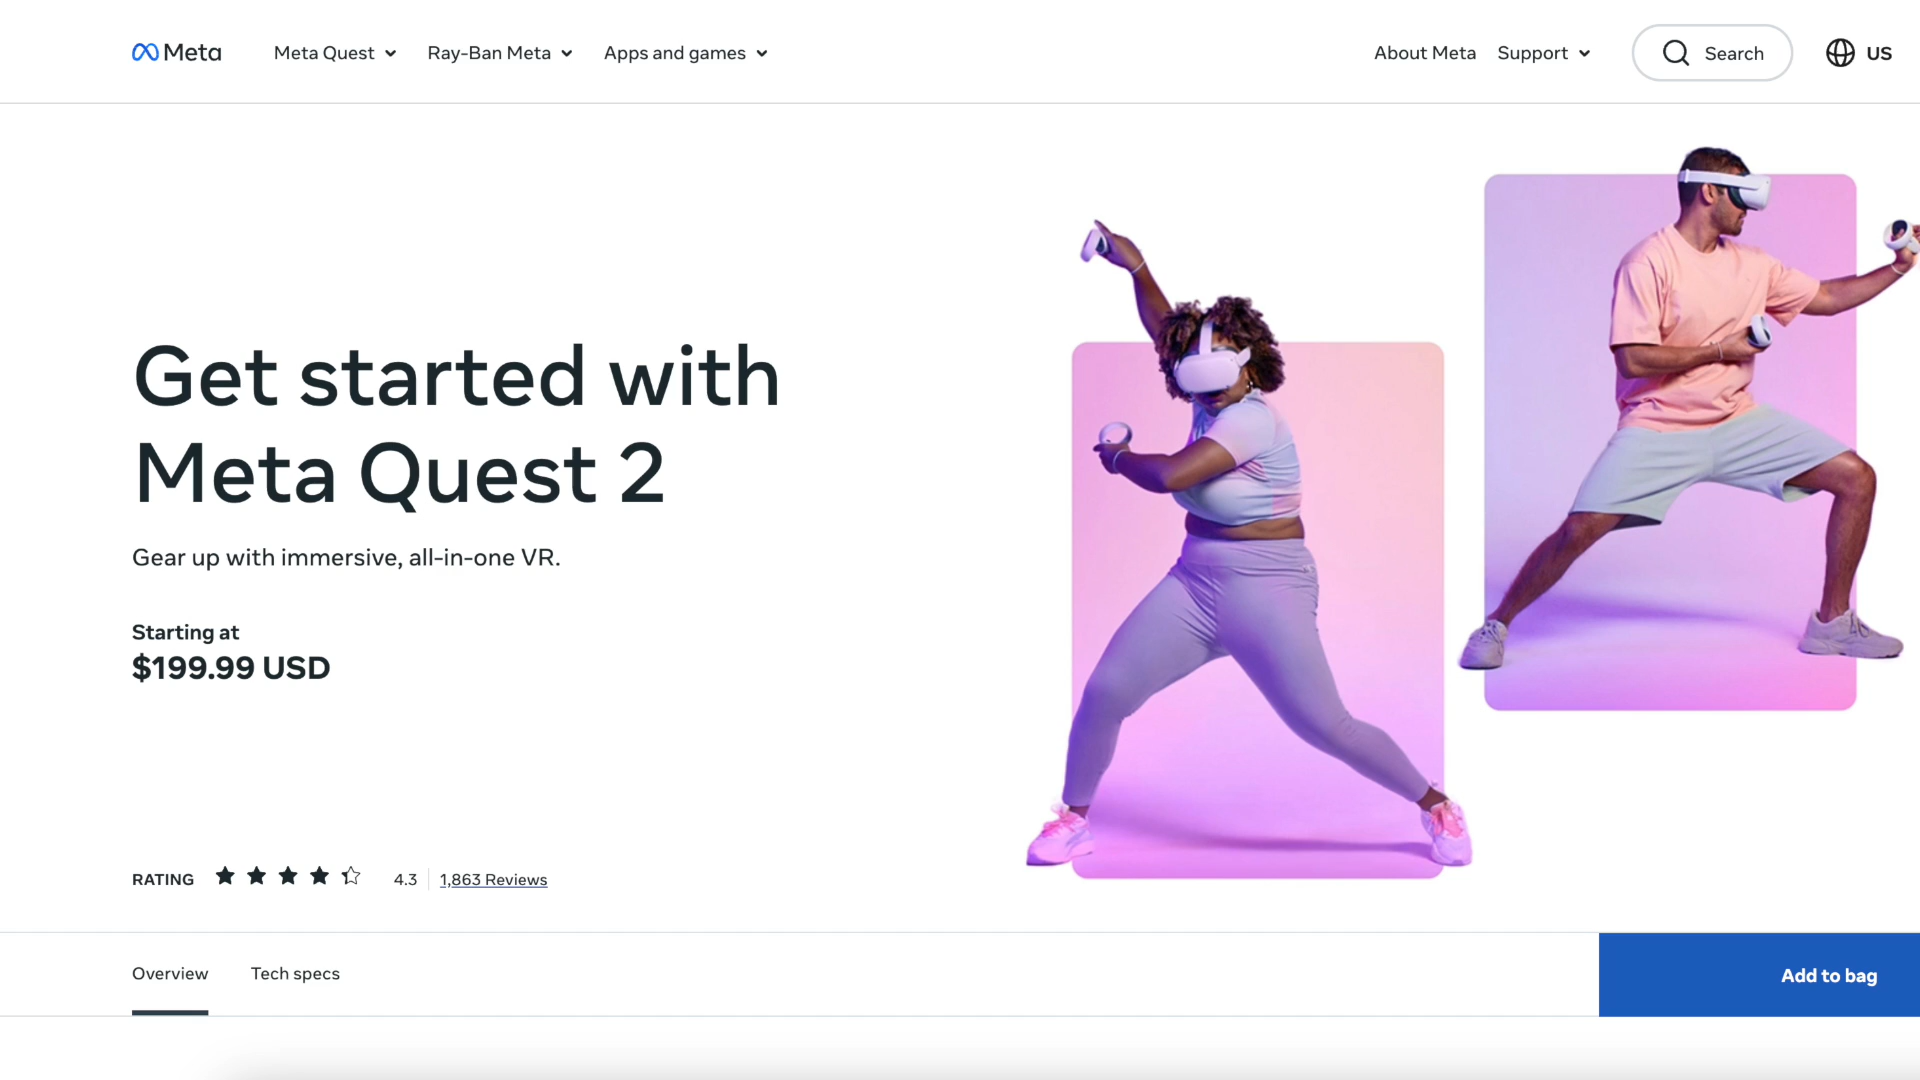 Meta
Meta Quest
Ray-Ban Meta
Apps and games
About Meta
Support
Search
US
Get started with
Meta Quest 2
Gear up with immersive, all-in-one VR.
Starting at
$199.99 USD
RATING
4.3
1,863 Reviews
Overview
Tech specs
Add to bag